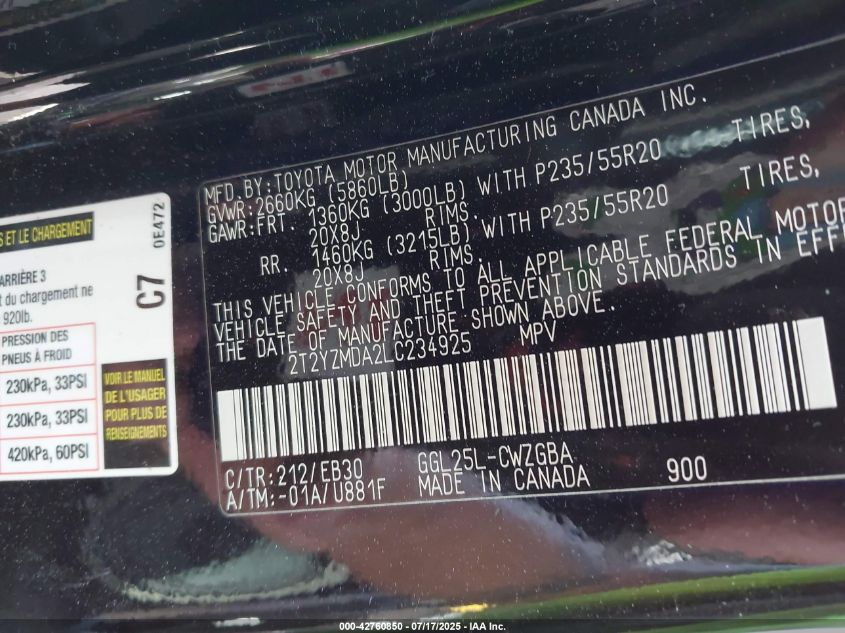 S ET LE CHARGEMENT
ARRIÈRE 3
t du chargement ne
920lb.
PRESSION DES
PNEUS À FROID
230kPa, 33PSI
230kPa, 33PSI
420kPa, 60PSI
VOIR LE MANUEL
DE L'USAGER
POUR PLUS DE
RENSEIGNEMENTS
C7
0E472
MFD. BY: TOYOTA MOTOR MANUFACTURING CANADA INC.
GVWR: 2660KG (5860LB)
GAWR: FRT. 1360KG (3000LB) WITH P235/55R20 TIRES,
20X8J RIMS.
RR. 1460KG (3215LB) WITH P235/55R20 TIRES,
20X8J RIMS.
THIS VEHICLE CONFORMS TO ALL APPLICABLE FEDERAL MOTOR
VEHICLE SAFETY AND THEFT PREVENTION STANDARDS IN EFFE
THE DATE OF MANUFACTURE SHOWN ABOVE.
2T2YZMDA2LC234925 MPV
C/TR: 212/EB30 GGL25L-CWZGBA
A/TM: -01A/U881F MADE IN CANADA 900
000-42760850 - 07/17/2025 - IAA Inc.